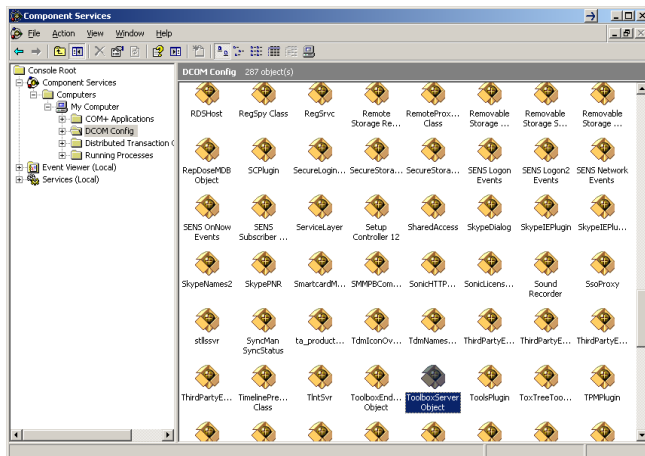 Component Services
File Action View Window Help
Console Root
Component Services
Computers
My Computer
COM+ Applications
DCOM Config
Distributed Transaction C
Running Processes
Event Viewer (Local)
Services (Local)
DCOM Config 287 object(s)
RDSHost RegSpy Class RegSrvc Remote Storage Re... RemoteProx... Class Removable Storage ... Removable Storage S... Removable Storage ...
RepDoseMDB Object SCPlugin SecureLogin... SecureStora... SecureStora... SENS Logon Events SENS Logon2 Events SENS Network Events
SENS OnNow Events SENS Subscriber ... ServiceLayer Setup Controller 12 SharedAccess SkypeDialog SkypeIEPlugin SkypeIEPlu...
SkypeNames2 SkypePNR SmartcardM... SMMPBCom... SonicHTTP... SonicLicens... Sound Recorder SsoProxy
stllssvr SyncMan SyncStatus ta_product... TdmIconOv... TdmNames... ThirdPartyE... ThirdPartyE... ThirdPartyE...
ThirdPartyE... TimelinePre... Class TlntSvr ToolboxEnd... Object ToolboxServer Object ToolsPlugin ToxTreeToo... TPMPlugin